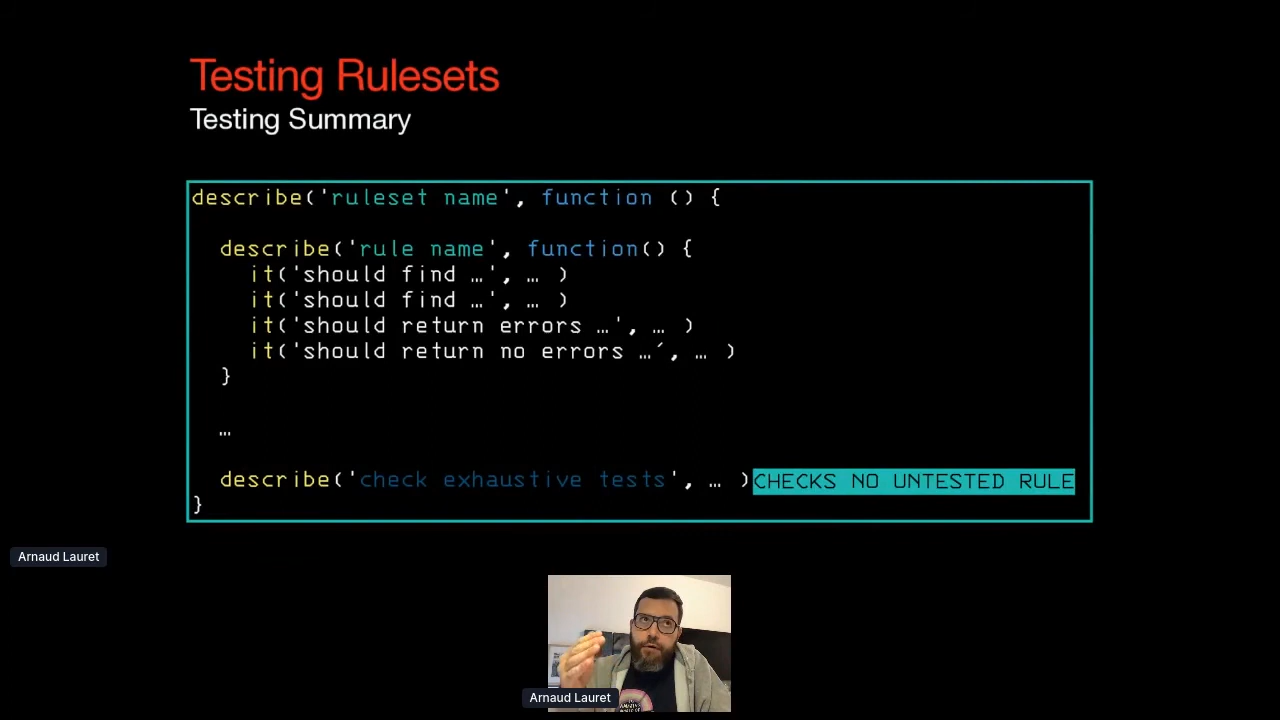 Testing Rulesets
Testing Summary
describe('ruleset name', function () {
describe('rule name', function() {
it('should find …', … )
it('should find …', … )
it('should return errors …', … )
it('should return no errors …´, … )
}
…
describe('check exhaustive tests', … )CHECKS NO UNTESTED RULE
}
Arnaud Lauret
Arnaud Lauret